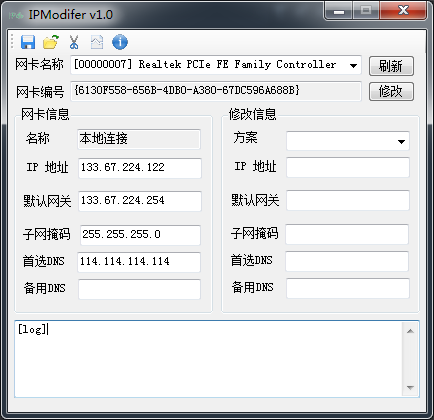 IPModifer v1.0
网卡名称 [00000007] Realtek PCIe FE Family Controller 刷新
网卡编号 {6130F558-656B-4DB0-A380-67DC596A688B} 修改
网卡信息
名称 本地连接
IP 地址 133.67.224.122
默认网关 133.67.224.254
子网掩码 255.255.255.0
首选DNS 114.114.114.114
备用DNS
修改信息
方案
IP 地址
默认网关
子网掩码
首选DNS
备用DNS
[log]